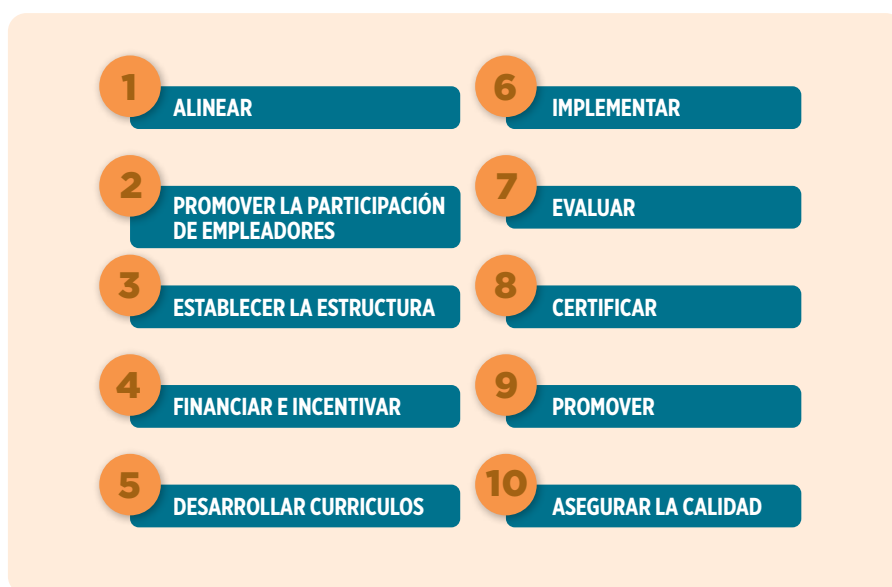 1
ALINEAR
2
PROMOVER LA PARTICIPACIÓN
DE EMPLEADORES
3
ESTABLECER LA ESTRUCTURA
4
FINANCIAR E INCENTIVAR
5
DESARROLLAR CURRICULOS
6
IMPLEMENTAR
7
EVALUAR
8
CERTIFICAR
9
PROMOVER
10
ASEGURAR LA CALIDAD